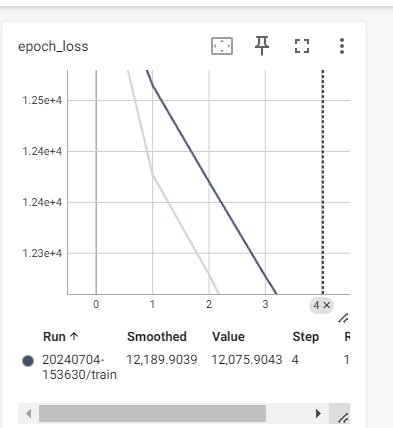 epoch_loss
1.25e+4
1.24e+4
1.24e+4
1.23e+4
0 1 2 3 4 ×
Run ↑ Smoothed Value Step R
20240704- 12,189.9039 12,075.9043 4 1
153630/train